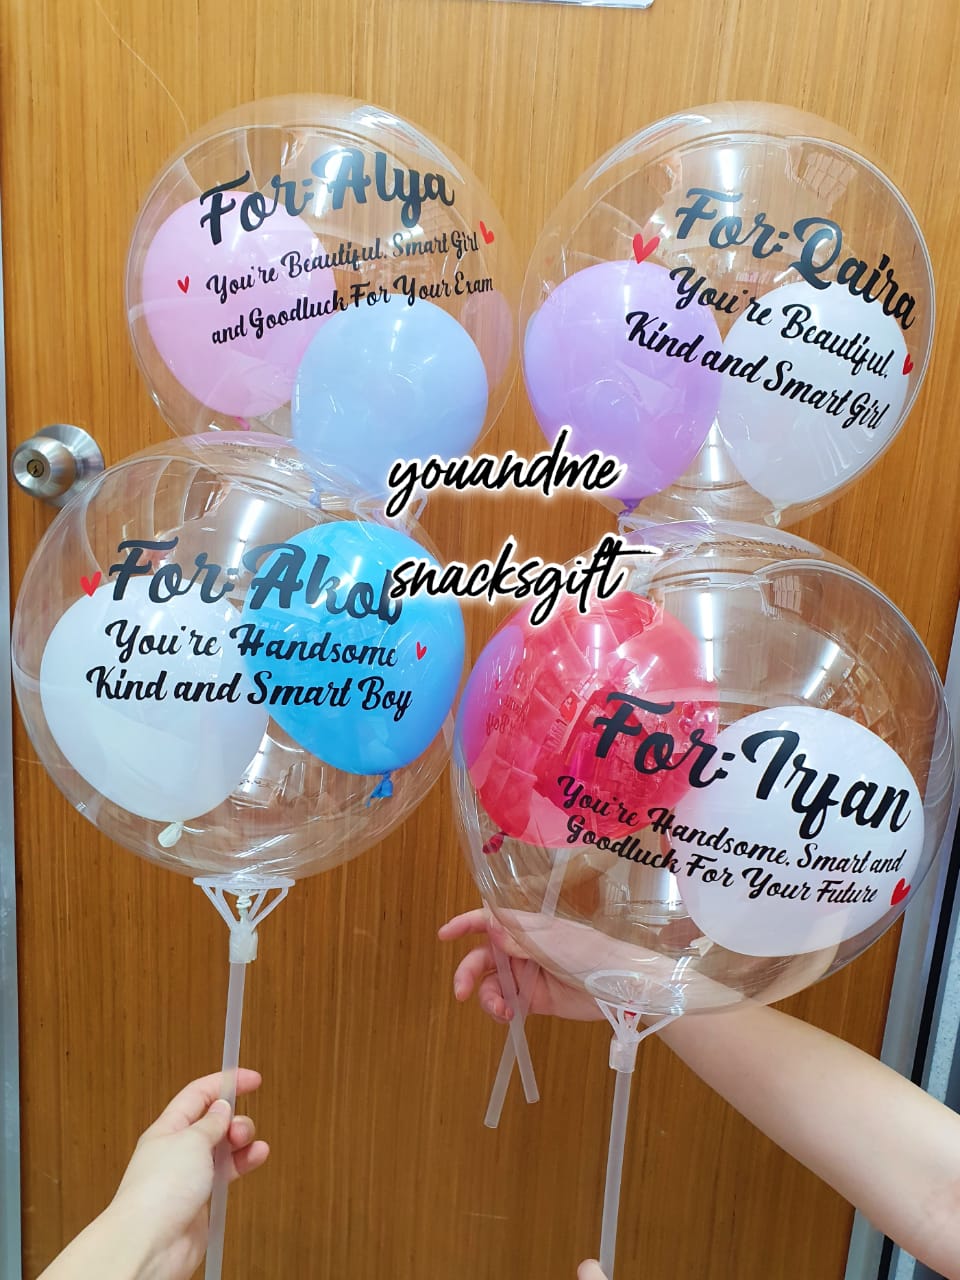 For: Alya
You're Beautiful, Smart Girl
and Goodluck For Your Exam
For: Qaira
You're Beautiful,
Kind and Smart Girl
youandme
snacksgift
For: Akob
You're Handsome
Kind and Smart Boy
For: Irfan
You're Handsome, Smart and
Goodluck For Your Future